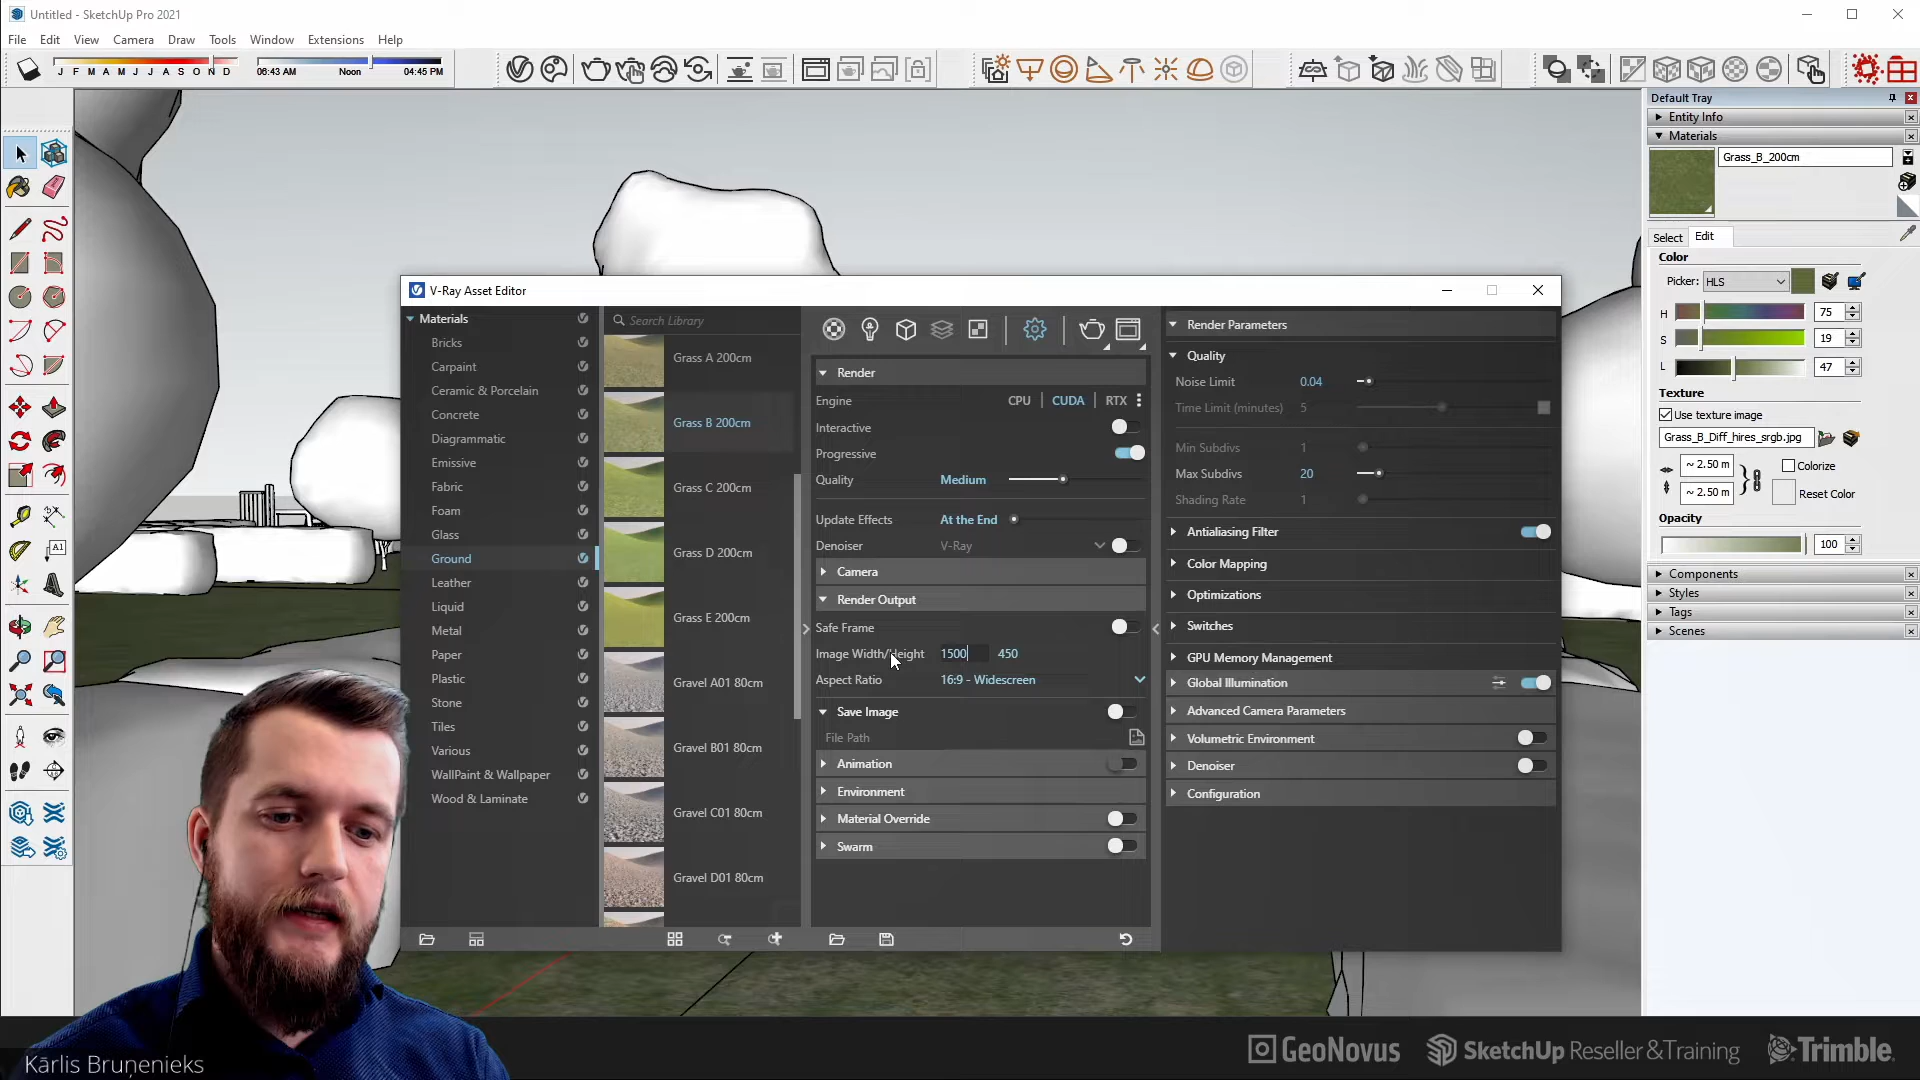 Untitled - SketchUp Pro 2021
File Edit View Camera Draw Tools Window Extensions Help
J F M A M J J A S O N D
06:43 AM Noon 04:45 PM
Default Tray
Entity Info
Materials
Grass_B_200cm
Select Edit
Color
Picker: HLS
H 75
S 19
L 47
Texture
Use texture image
Grass_B_Diff_hires_srgb.jpg
~ 2.50 m
~ 2.50 m
Colorize
Reset Color
Opacity
100
Components
Styles
Tags
Scenes
A1
V-Ray Asset Editor
Materials
Bricks
Carpaint
Ceramic & Porcelain
Concrete
Diagrammatic
Emissive
Fabric
Foam
Glass
Ground
Leather
Liquid
Metal
Paper
Plastic
Stone
Tiles
Various
WallPaint & Wallpaper
Wood & Laminate
Search Library
Grass A 200cm
Grass B 200cm
Grass C 200cm
Grass D 200cm
Grass E 200cm
Gravel A01 80cm
Gravel B01 80cm
Gravel C01 80cm
Gravel D01 80cm
Render
Engine CPU CUDA RTX
Interactive
Progressive
Quality Medium
Update Effects At the End
Denoiser V-Ray
Camera
Render Output
Safe Frame
Image Width/Height 1500 450
Aspect Ratio 16:9 - Widescreen
Save Image
File Path
Animation
Environment
Material Override
Swarm
Render Parameters
Quality
Noise Limit 0.04
Time Limit (minutes) 5
Min Subdivs 1
Max Subdivs 20
Shading Rate 1
Antialiasing Filter
Color Mapping
Optimizations
Switches
GPU Memory Management
Global Illumination
Advanced Camera Parameters
Volumetric Environment
Denoiser
Configuration
Kārlis Bruņenieks
GeoNovus SketchUp Reseller & Training Trimble